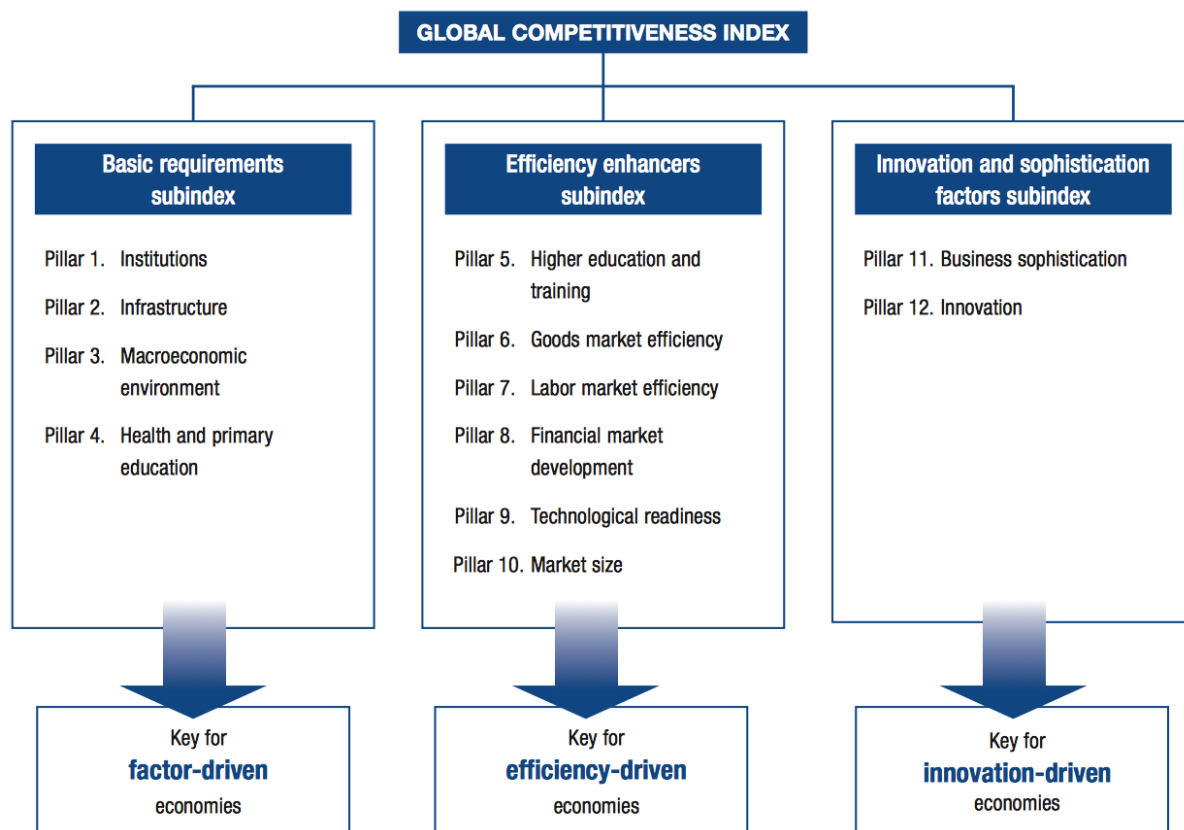 GLOBAL COMPETITIVENESS INDEX
Basic requirements
subindex
Pillar 1. Institutions
Pillar 2. Infrastructure
Pillar 3. Macroeconomic
environment
Pillar 4. Health and primary
education
Key for
factor-driven
economies
Efficiency enhancers
subindex
Pillar 5. Higher education and
training
Pillar 6. Goods market efficiency
Pillar 7. Labor market efficiency
Pillar 8. Financial market
development
Pillar 9. Technological readiness
Pillar 10. Market size
Key for
efficiency-driven
economies
Innovation and sophistication
factors subindex
Pillar 11. Business sophistication
Pillar 12. Innovation
Key for
innovation-driven
economies